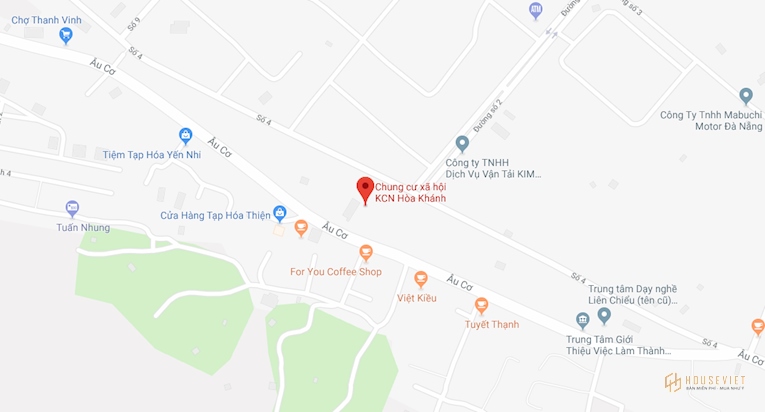 Chợ Thanh Vinh
Số 9
ATM
Đường số 3
Số 4
Âu Cơ
Đường số 2
Công Ty Tnhh Mabuchi
Motor Đà Nẵng
Số 4
Âu Cơ
Tiệm Tạp Hóa Yến Nhi
Công ty TNHH
Dịch Vụ Vận Tải KIM...
Chung cư xã hội
KCN Hòa Khánh
Cửa Hàng Tạp Hóa Thiện
Tuấn Nhung
Âu Cơ
For You Coffee Shop
Âu Cơ
Số 4
Việt Kiều
Trung tâm Dạy nghề
Liên Chiểu (tên cũ)...
Tuyết Thạnh
Trung Tâm Giới
Thiệu Việc Làm Thành...
Số 4
Âu Cơ
HOUSEVIET